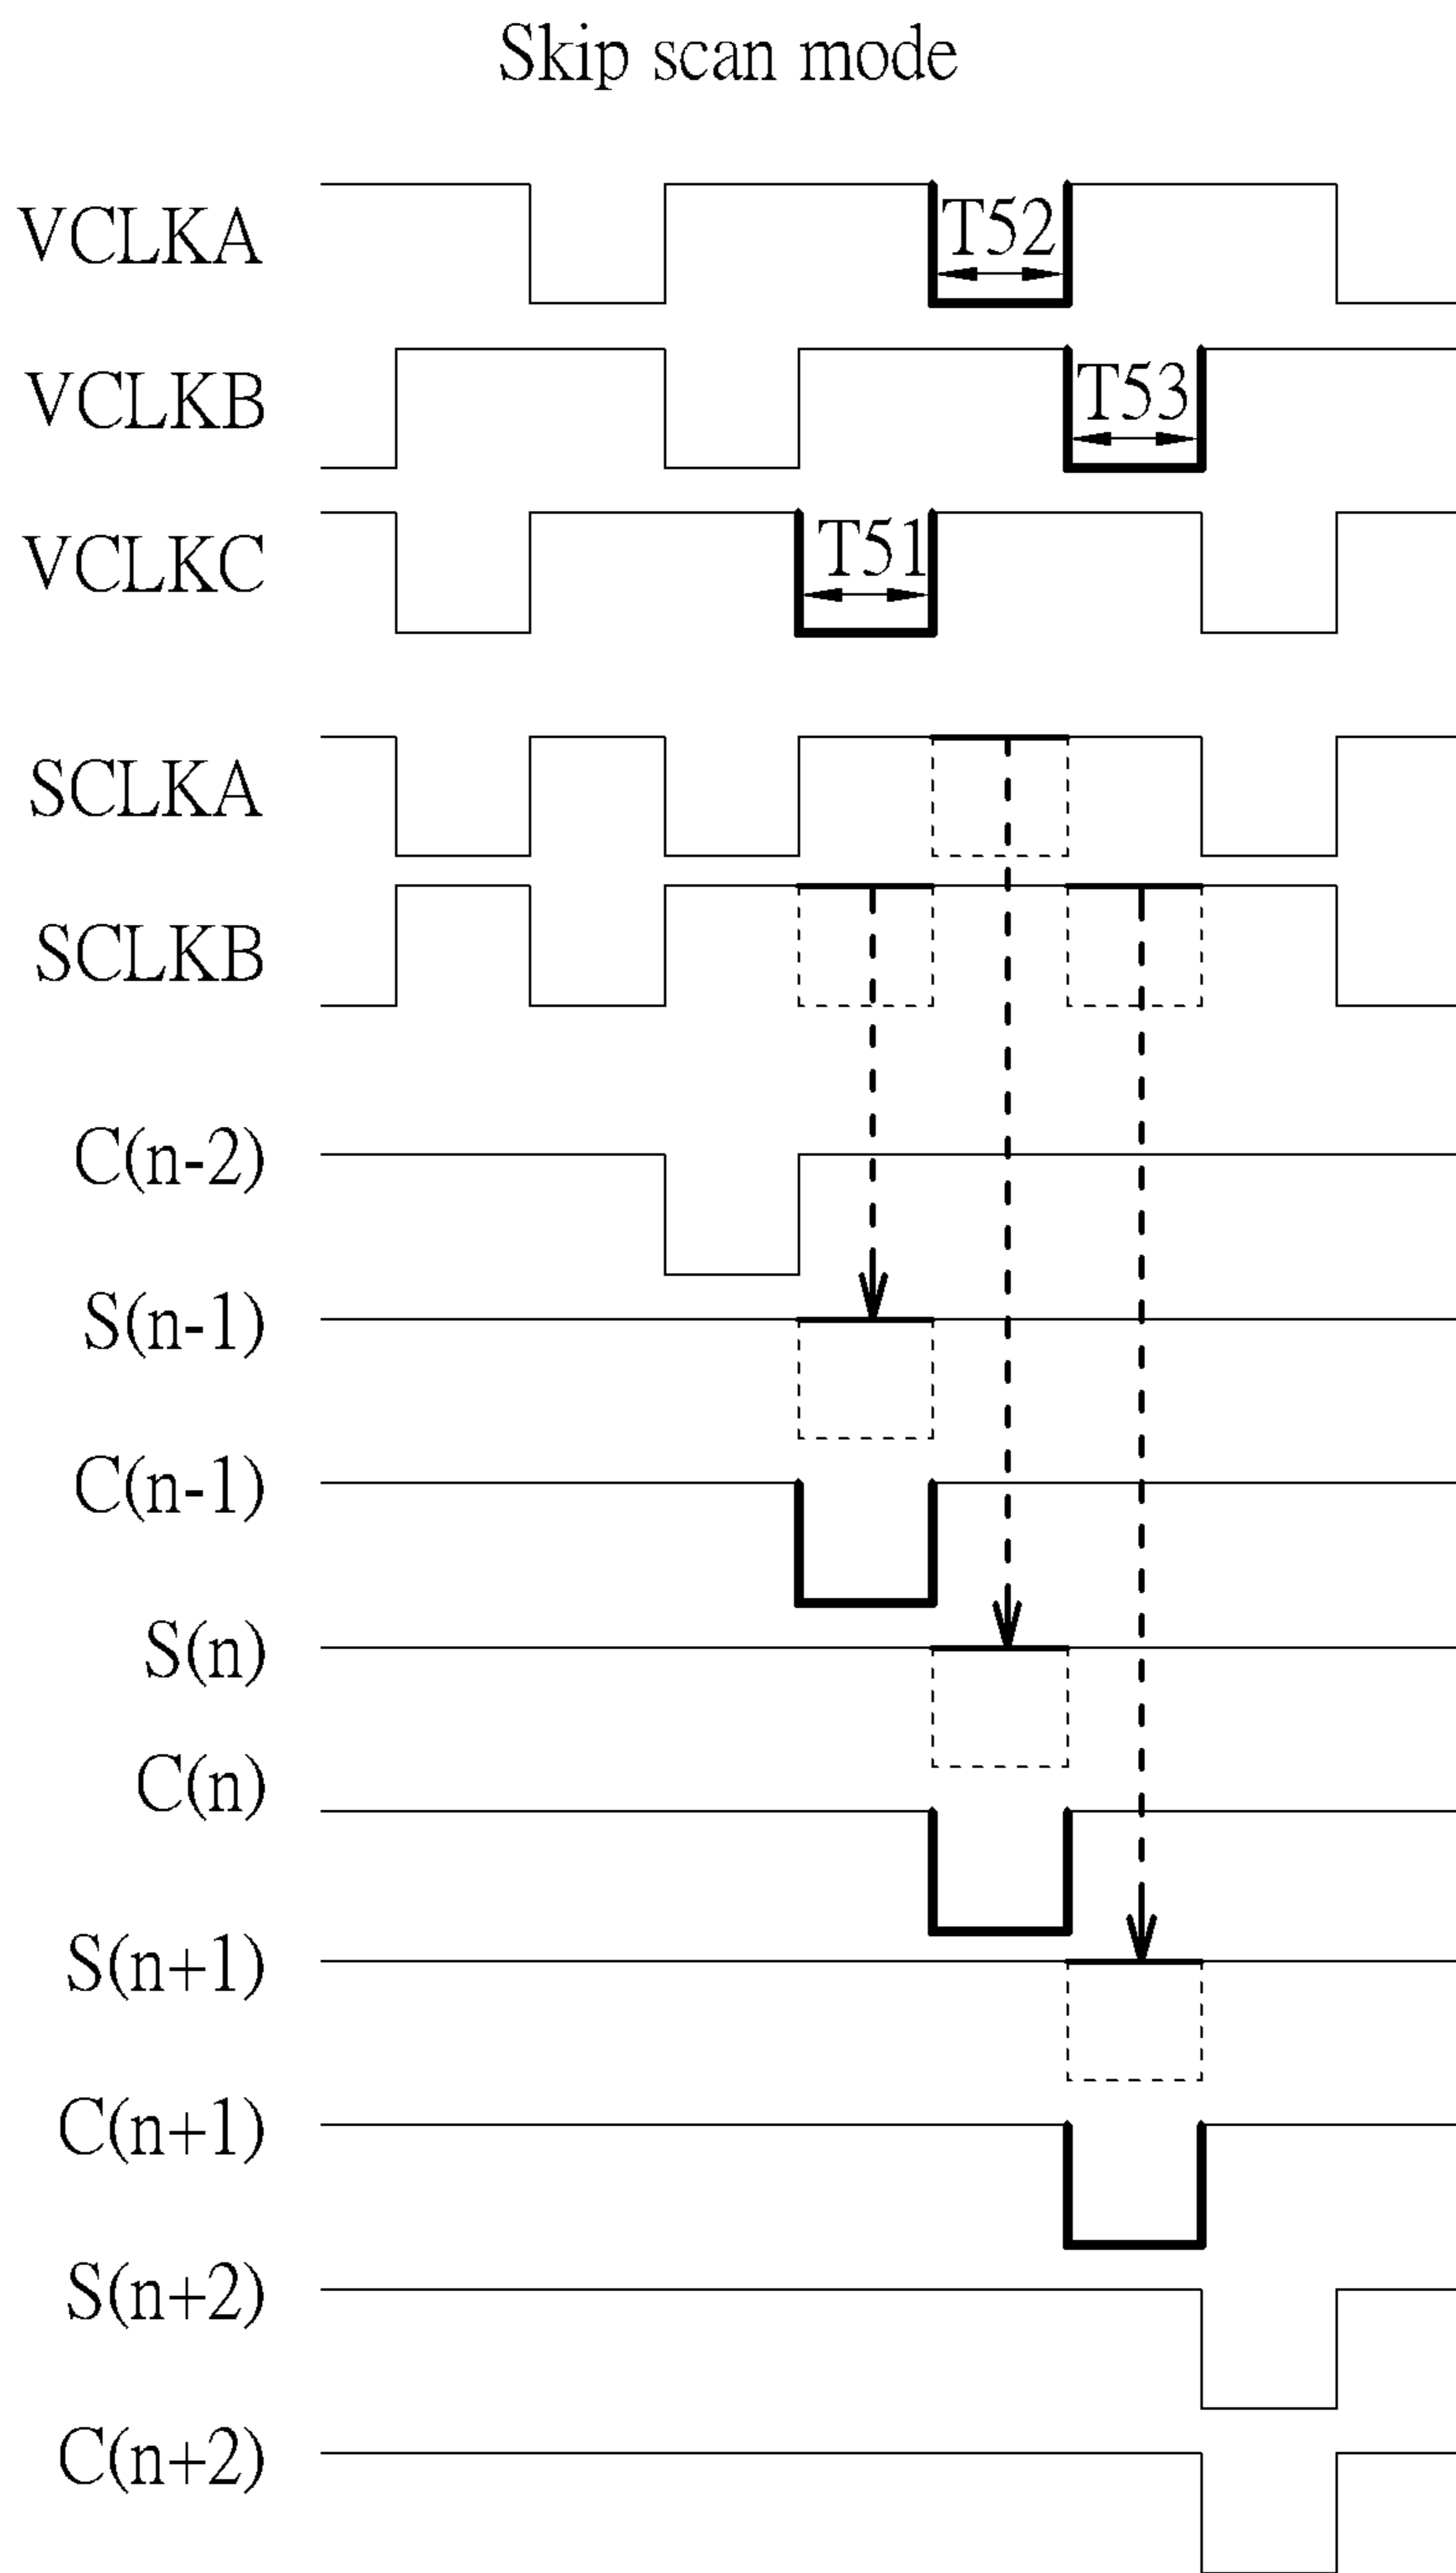 Skip scan mode
VCLKA
T52
VCLKB
T53
VCLKC
T51
SCLKA
SCLKB
C(n-2)
S(n-1)
C(n-1)
S(n)
C(n)
S(n+1)
C(n+1)
S(n+2)
C(n+2)